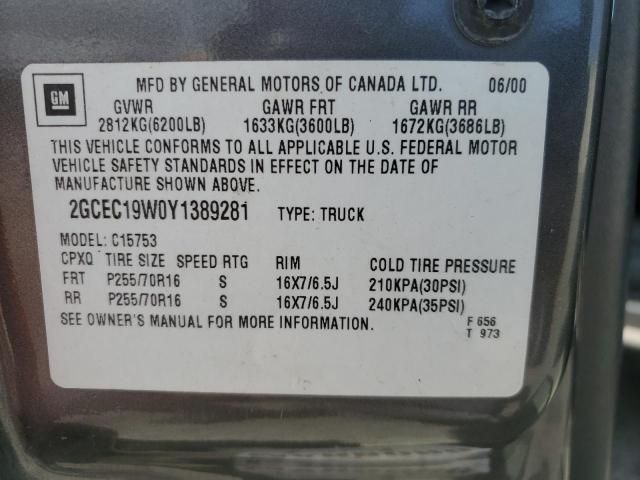 GM
MFD BY GENERAL MOTORS OF CANADA LTD. 06/00
GVWR GAWR FRT GAWR RR
2812KG(6200LB) 1633KG(3600LB) 1672KG(3686LB)
THIS VEHICLE CONFORMS TO ALL APPLICABLE U.S. FEDERAL MOTOR
VEHICLE SAFETY STANDARDS IN EFFECT ON THE DATE OF
MANUFACTURE SHOWN ABOVE.
2GCEC19W0Y1389281 TYPE: TRUCK
MODEL: C15753
CPXQ TIRE SIZE SPEED RTG RIM COLD TIRE PRESSURE
FRT P255/70R16 S 16X7/6.5J 210KPA(30PSI)
RR P255/70R16 S 16X7/6.5J 240KPA(35PSI)
SEE OWNER'S MANUAL FOR MORE INFORMATION. F 656
T 973